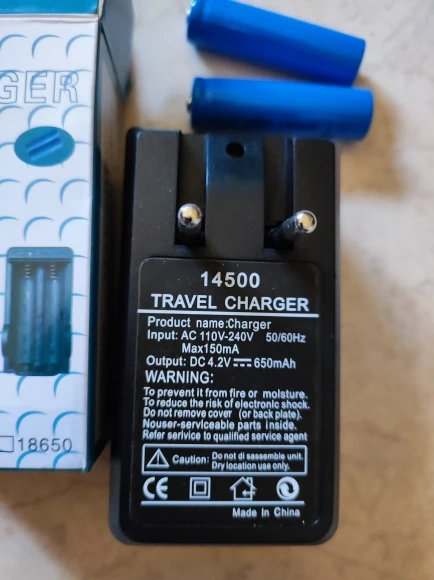 GER
18650
14500
TRAVEL CHARGER
Product name:Charger
Input: AC 110V-240V 50/60Hz
Max150mA
Output: DC 4.2V⎓650mAh
WARNING:
To prevent it from fire or moisture.
To reduce the risk of electronic shock.
Do not remove cover (or back plate).
Nouser-serviceable parts inside.
Refer serivice to qualified service agent
Caution: Do not di sassemble unit.
Dry location use only.
CE
Made In China